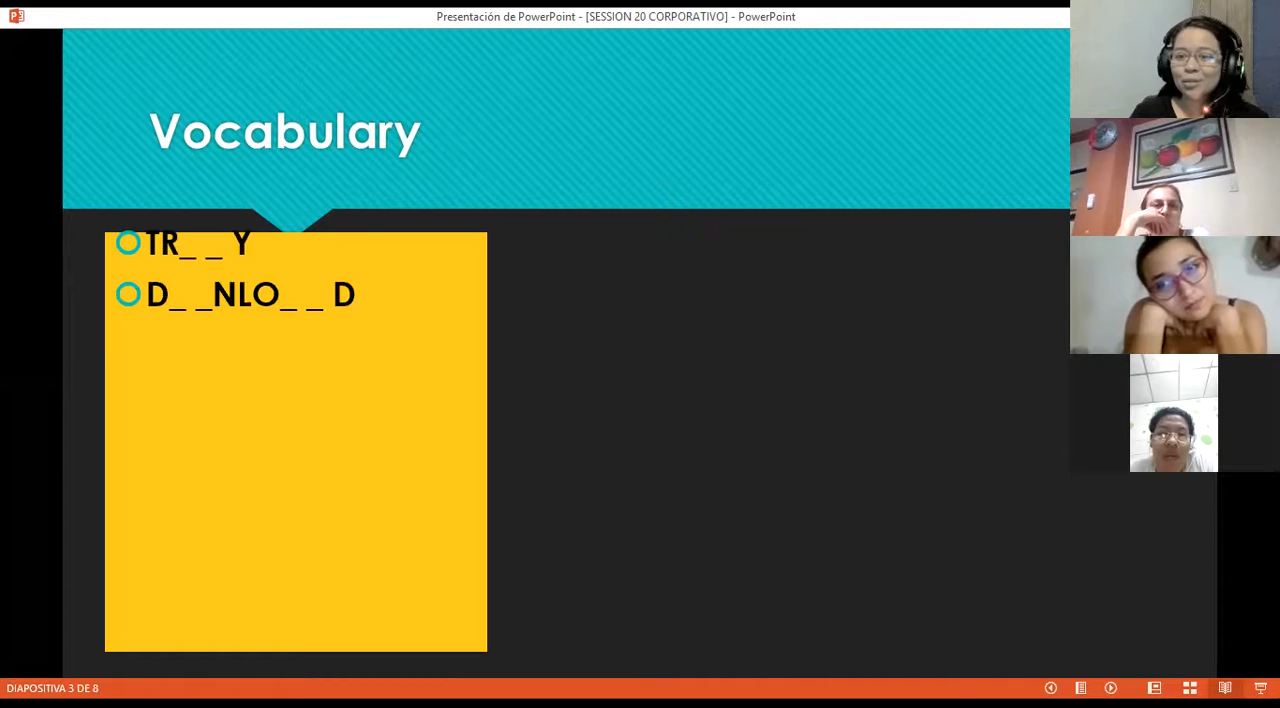 Presentación de PowerPoint - [SESSION 20 CORPORATIVO] - PowerPoint
Vocabulary
TR_ _ Y
D_ _NLO_ _ D
DIAPOSITIVA 3 DE 8